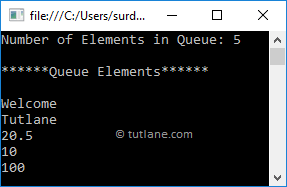 file:///C:/Users/surd...
Number of Elements in Queue: 5
******Queue Elements******
Welcome
Tutlane
20.5
© tutlane.com
10
100